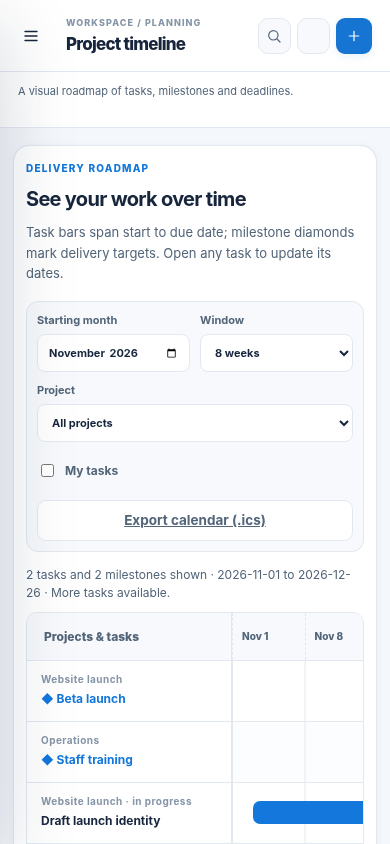 WORKSPACE / PLANNING
Project timeline
A visual roadmap of tasks, milestones and deadlines.
DELIVERY ROADMAP
See your work over time
Task bars span start to due date; milestone diamonds
mark delivery targets. Open any task to update its
dates.
Starting month
Window
November 2026
8 weeks
Project
All projects
My tasks
Export calendar (.ics)
2 tasks and 2 milestones shown · 2026-11-01 to 2026-12-
26 · More tasks available.
Projects & tasks
Nov 1
Nov 8
Website launch
◆ Beta launch
Operations
◆ Staff training
Website launch · in progress
Draft launch identity